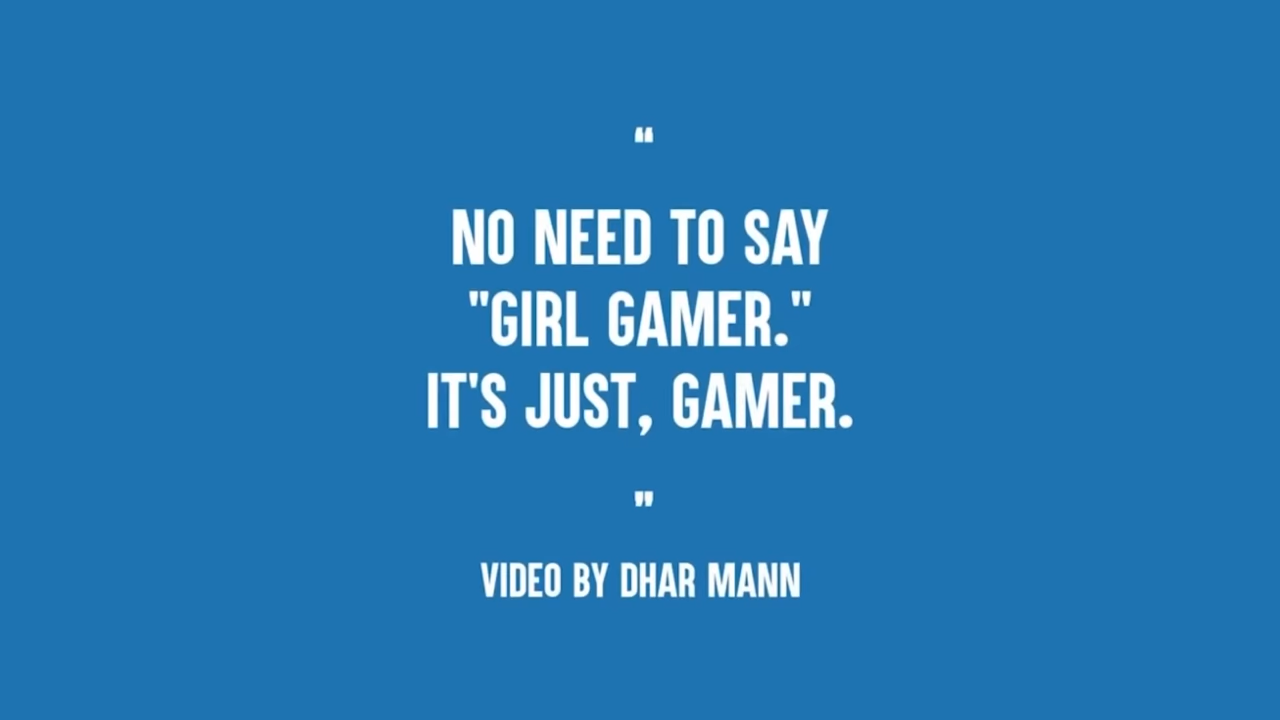 “
NO NEED TO SAY
"GIRL GAMER."
IT'S JUST, GAMER.
”
VIDEO BY DHAR MANN